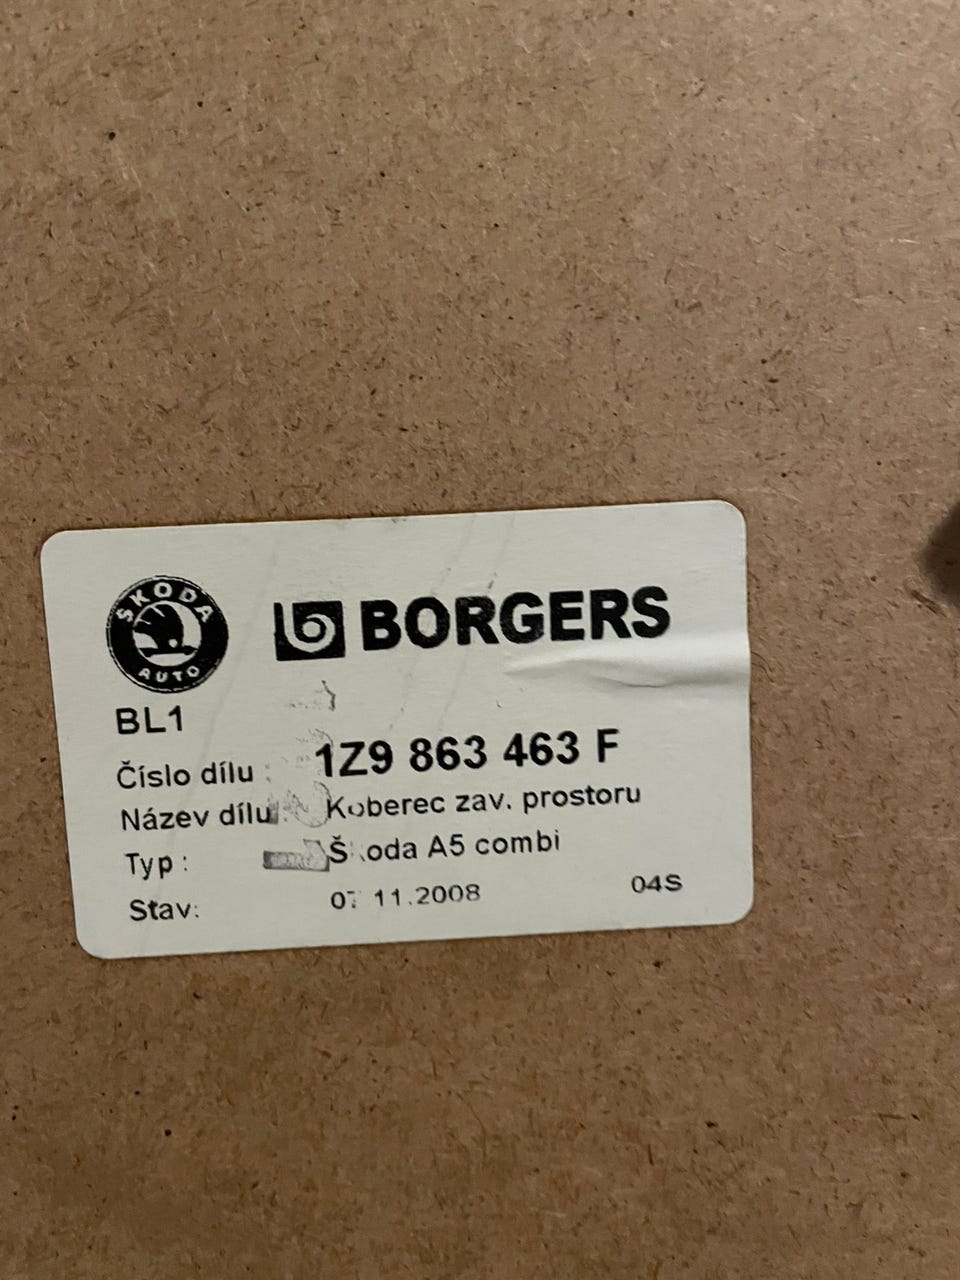 ŠKODA
AUTO
BORGERS
BL1
Číslo dílu : 1Z9 863 463 F
Název dílu: Koberec zav. prostoru
Typ : Škoda A5 combi
Stav: 11.2008 04S